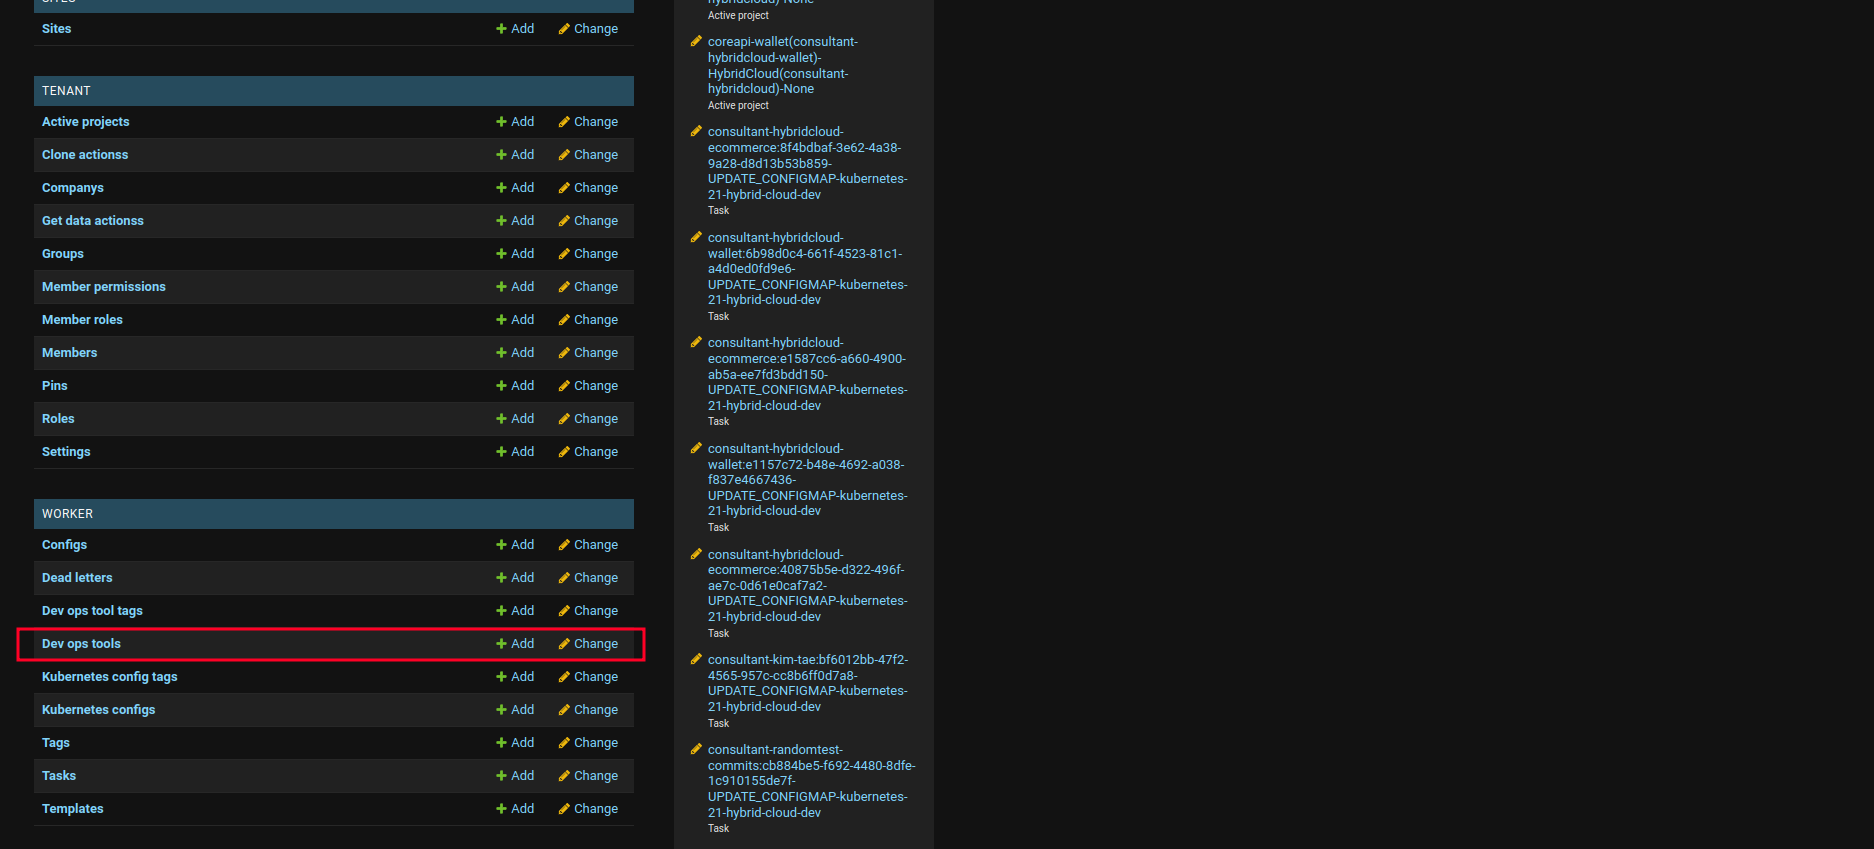 Sites + Add Change
TENANT
Active projects + Add Change
Clone actionss + Add Change
Companys + Add Change
Get data actionss + Add Change
Groups + Add Change
Member permissions + Add Change
Member roles + Add Change
Members + Add Change
Pins + Add Change
Roles + Add Change
Settings + Add Change
WORKER
Configs + Add Change
Dead letters + Add Change
Dev ops tool tags + Add Change
Dev ops tools + Add Change
Kubernetes config tags + Add Change
Kubernetes configs + Add Change
Tags + Add Change
Tasks + Add Change
Templates + Add Change
hybridcloud)-None
Active project
coreapi-wallet(consultant-
hybridcloud-wallet)-
HybridCloud(consultant-
hybridcloud)-None
Active project
consultant-hybridcloud-
ecommerce:8f4bdbaf-3e62-4a38-
9a28-d8d13b53b859-
UPDATE_CONFIGMAP-kubernetes-
21-hybrid-cloud-dev
Task
consultant-hybridcloud-
wallet:6b98d0c4-661f-4523-81c1-
a4d0ed0fd9e6-
UPDATE_CONFIGMAP-kubernetes-
21-hybrid-cloud-dev
Task
consultant-hybridcloud-
ecommerce:e1587cc6-a660-4900-
ab5a-ee7fd3bdd150-
UPDATE_CONFIGMAP-kubernetes-
21-hybrid-cloud-dev
Task
consultant-hybridcloud-
wallet:e1157c72-b48e-4692-a038-
f837e4667436-
UPDATE_CONFIGMAP-kubernetes-
21-hybrid-cloud-dev
Task
consultant-hybridcloud-
ecommerce:40875b5e-d322-496f-
ae7c-0d61e0caf7a2-
UPDATE_CONFIGMAP-kubernetes-
21-hybrid-cloud-dev
Task
consultant-kim-tae:bf6012bb-47f2-
4565-957c-cc8b6ff0d7a8-
UPDATE_CONFIGMAP-kubernetes-
21-hybrid-cloud-dev
Task
consultant-randomtest-
commits:cb884be5-f692-4480-8dfe-
1c910155de7f-
UPDATE_CONFIGMAP-kubernetes-
21-hybrid-cloud-dev
Task